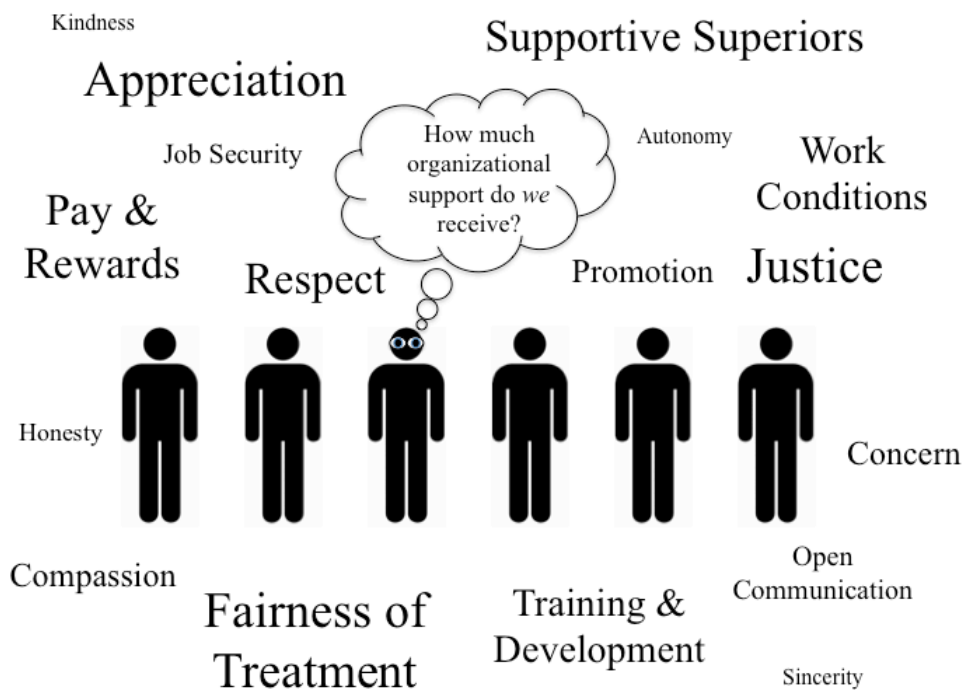 Kindness
Supportive Superiors
Appreciation
How much
organizational
support do we
receive?
Autonomy
Job Security
Work
Conditions
Pay &
Rewards
Respect
Promotion
Justice
Honesty
Concern
Compassion
Open
Communication
Fairness of
Treatment
Training &
Development
Sincerity